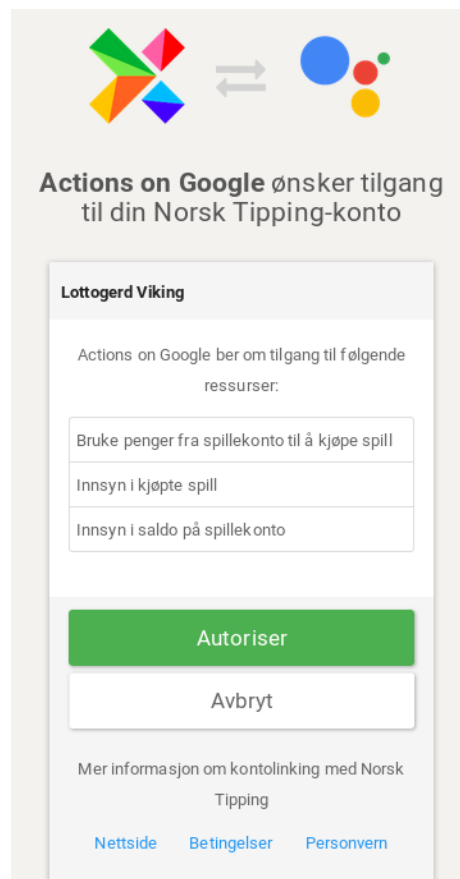 Actions on Google ønsker tilgang
til din Norsk Tipping-konto
Lottogerd Viking
Actions on Google ber om tilgang til følgende
ressurser:
Bruke penger fra spillekonto til å kjøpe spill
Innsyn i kjøpte spill
Innsyn i saldo på spillekonto
Autoriser
Avbryt
Mer informasjon om kontolinking med Norsk
Tipping
Nettside Betingelser Personvern